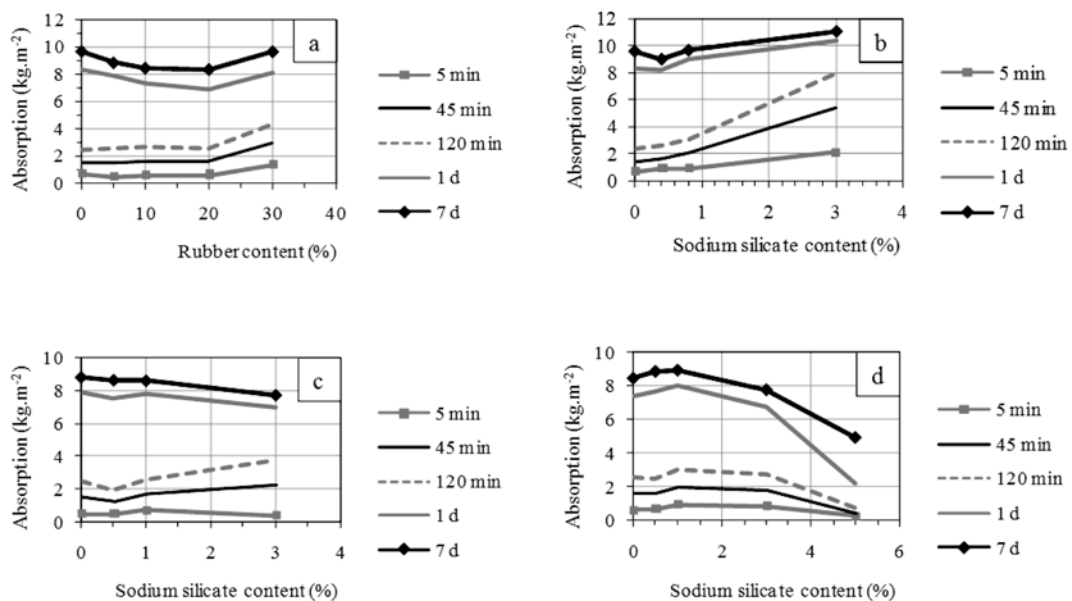 12
10
8
6
4
2
0
Absorption (kg.m⁻²)
0 10 20 30 40
Rubber content (%)
a
5 min
45 min
120 min
1 d
7 d
12
10
8
6
4
2
0
Absorption (kg.m⁻²)
0 1 2 3 4
Sodium silicate content (%)
b
5 min
45 min
120 min
1 d
7 d
10
8
6
4
2
0
Absorption (kg.m⁻²)
0 1 2 3 4
Sodium silicate content (%)
c
5 min
45 min
120 min
1 d
7 d
10
8
6
4
2
0
Absorption (kg.m⁻²)
0 2 4 6
Sodium silicate content (%)
d
5 min
45 min
120 min
1 d
7 d